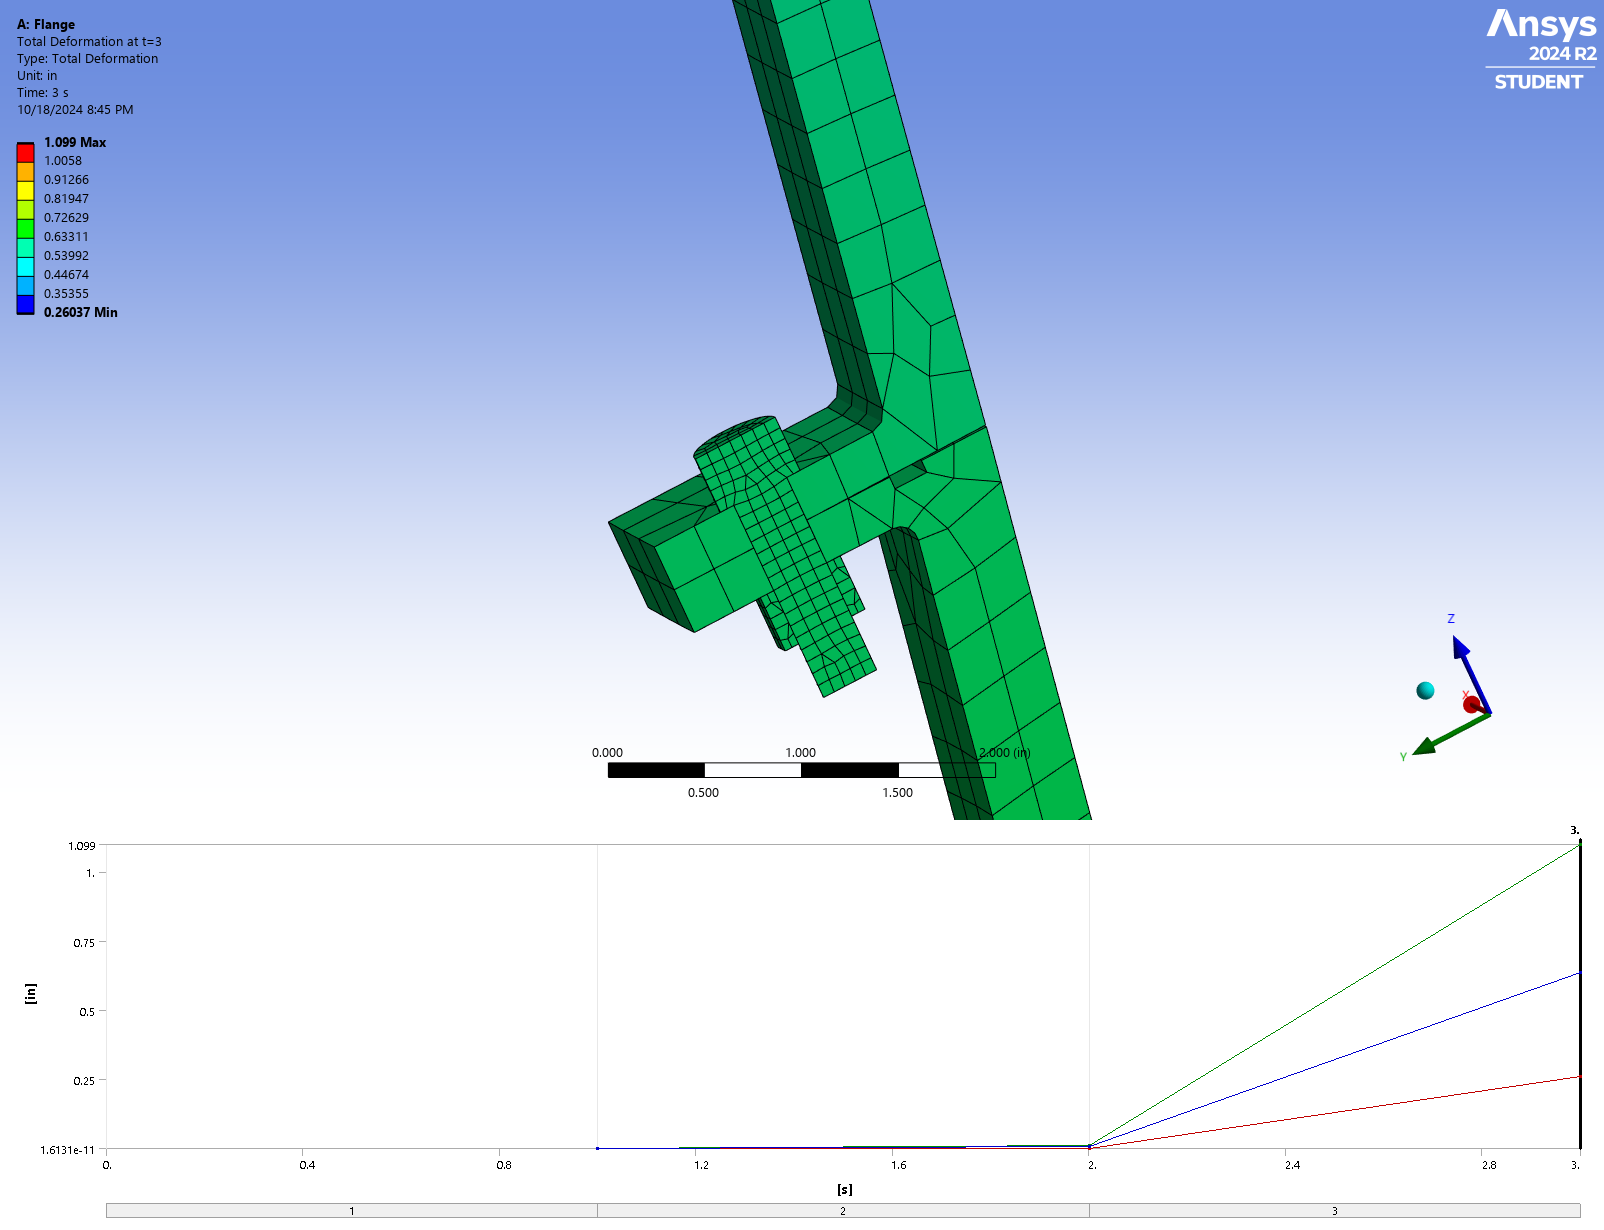 A: Flange
Total Deformation at t=3
Type: Total Deformation
Unit: in
Time: 3 s
10/18/2024 8:45 PM
1.099 Max
1.0058
0.91266
0.81947
0.72629
0.63311
0.53992
0.44674
0.35355
0.26037 Min
Ansys
2024 R2
STUDENT
Z
X
Y
0.000 1.000 2.000 (in)
0.500 1.500
3.
1.099
1.
0.75
0.5
0.25
1.6131e-11
[in]
0. 0.4 0.8 1.2 1.6 2. 2.4 2.8 3.
[s]
1 2 3